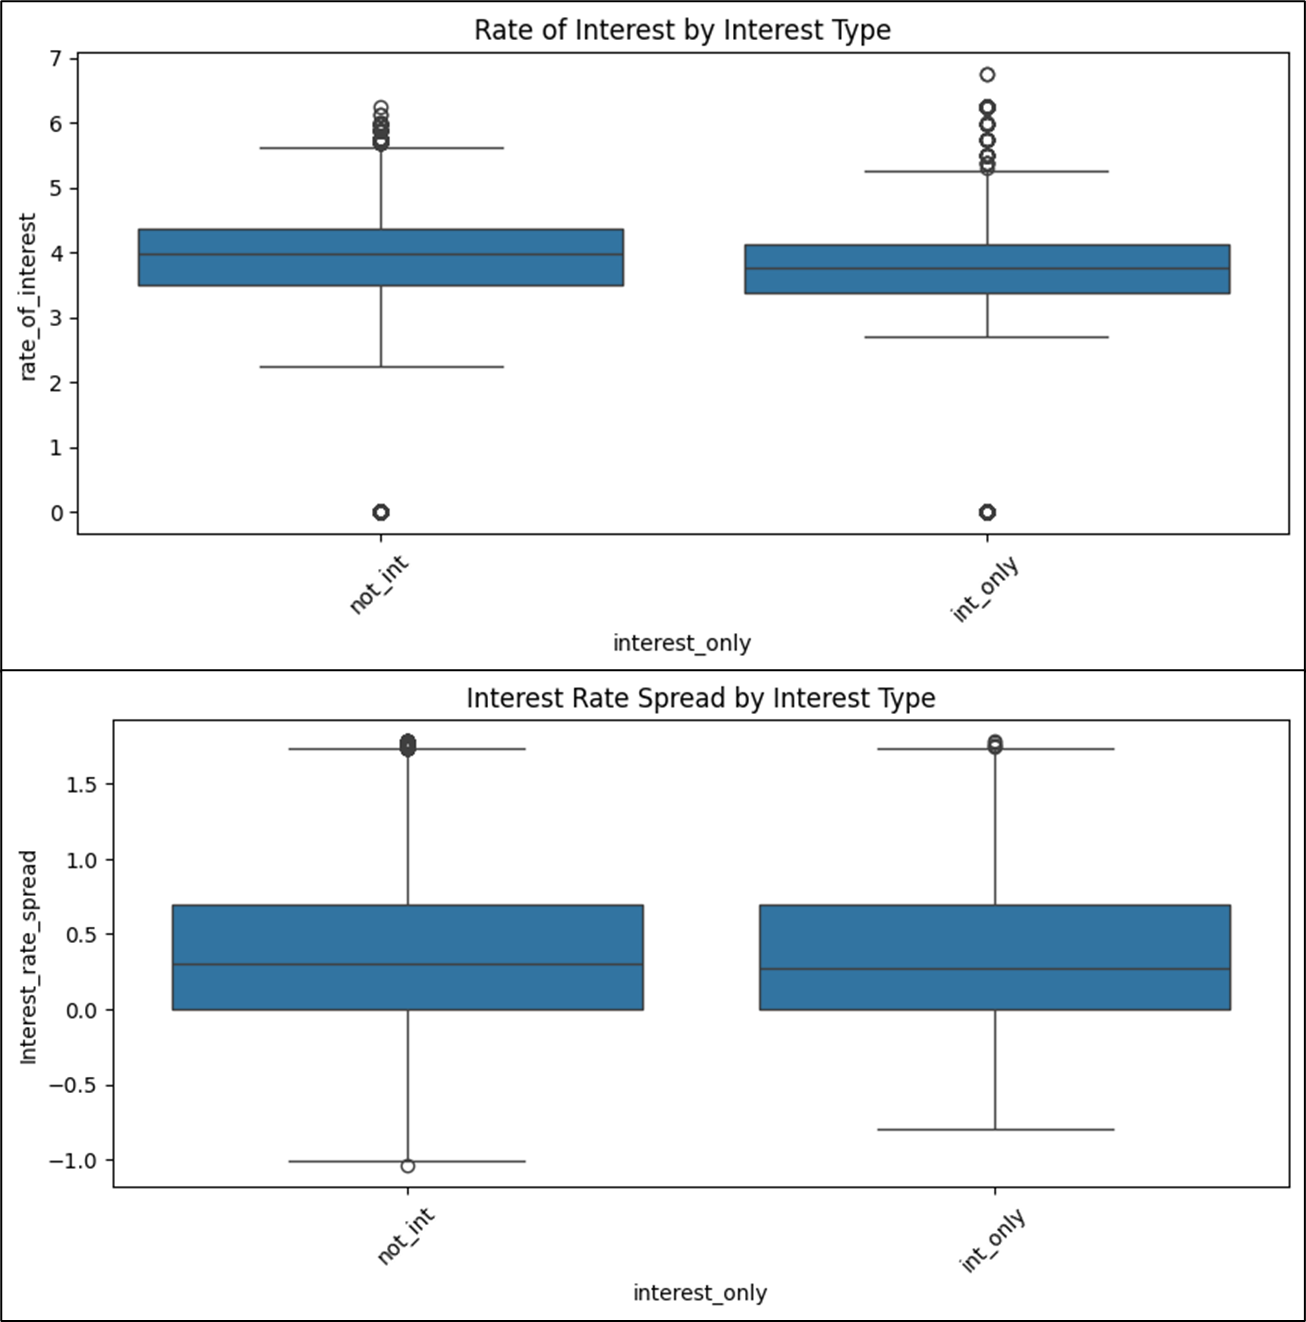 Rate of Interest by Interest Type
7
6
5
4
3
2
1
0
rate_of_interest
not_int
int_only
interest_only
Interest Rate Spread by Interest Type
1.5
1.0
0.5
0.0
−0.5
−1.0
Interest_rate_spread
not_int
int_only
interest_only